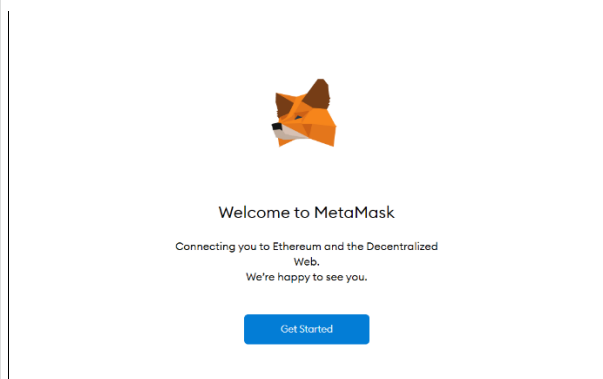 Welcome to MetaMask
Connecting you to Ethereum and the Decentralized
Web.
We're happy to see you.
Get Started